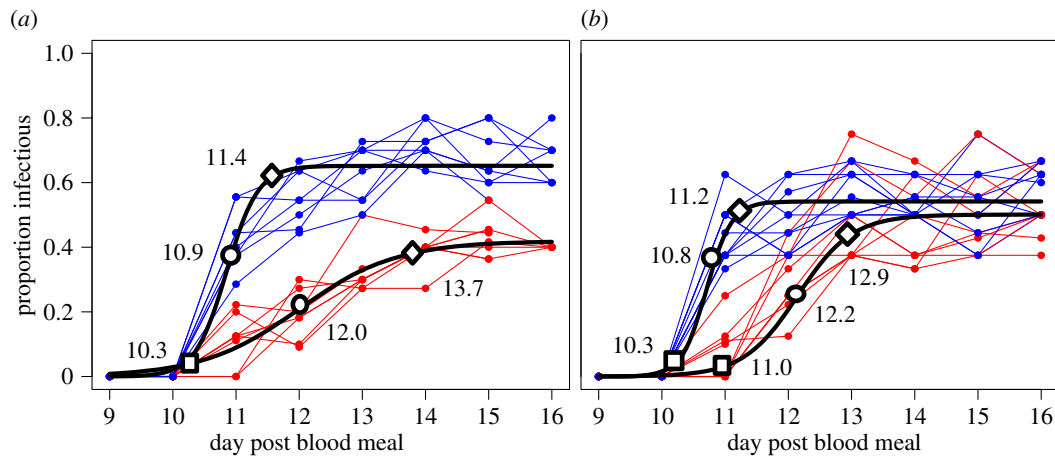 (a)
(b)
proportion infectious
1.0
0.8
0.6
0.4
0.2
0
11.4
10.9
10.3
12.0
13.7
9 10 11 12 13 14 15 16
day post blood meal
11.2
10.8
10.3
12.9
12.2
11.0
9 10 11 12 13 14 15 16
day post blood meal